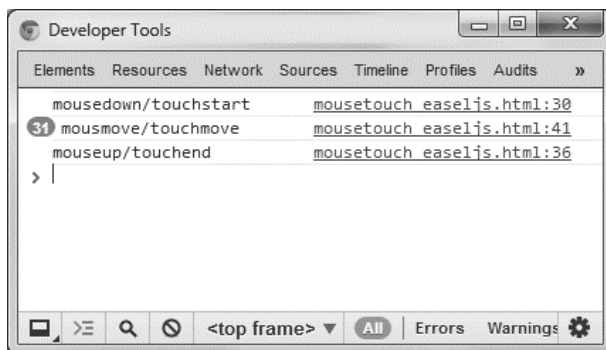 Developer Tools
Elements Resources Network Sources Timeline Profiles Audits »
mousedown/touchstart mousetouch_easeljs.html:30
31 mousmove/touchmove mousetouch_easeljs.html:41
mouseup/touchend mousetouch_easeljs.html:36
>
<top frame> ▼ All Errors Warnings